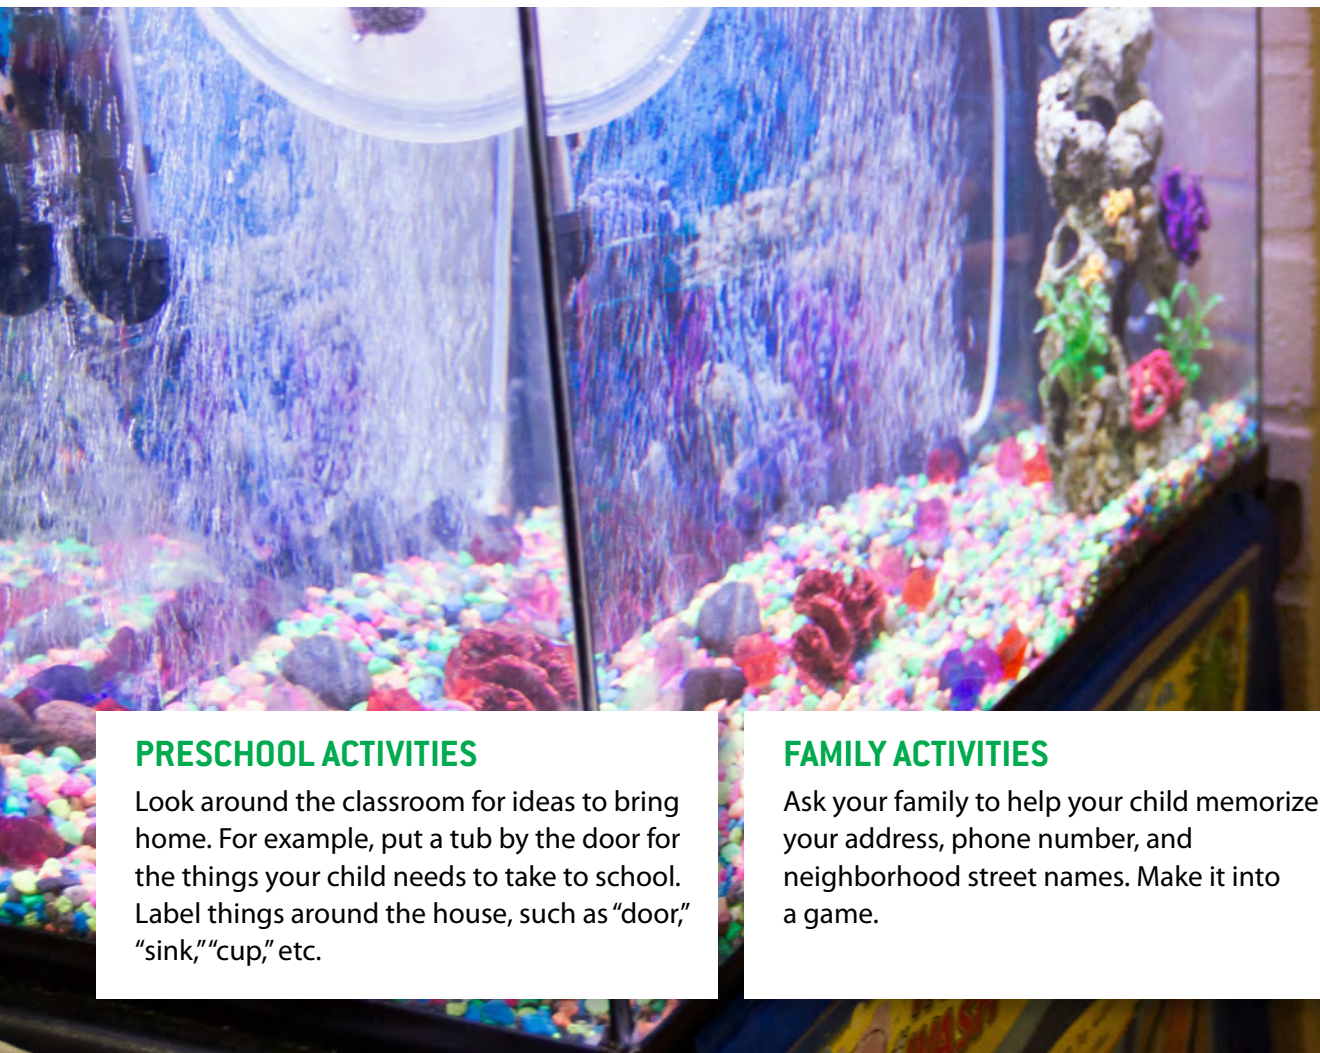 PRESCHOOL ACTIVITIES
Look around the classroom for ideas to bring
home. For example, put a tub by the door for
the things your child needs to take to school.
Label things around the house, such as “door,”
“sink,” “cup,” etc.
FAMILY ACTIVITIES
Ask your family to help your child memorize
your address, phone number, and
neighborhood street names. Make it into
a game.